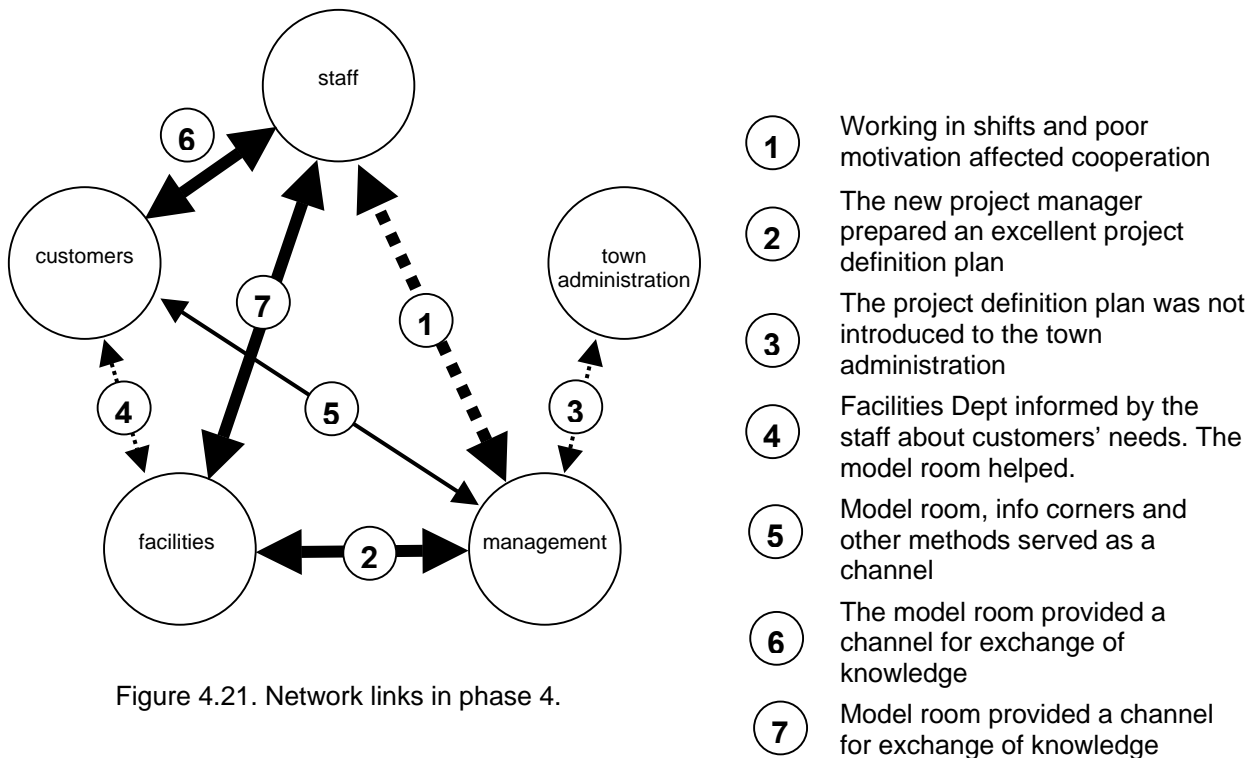 staff
6
customers
town
administration
7
1
4
5
3
facilities
2
management
Figure 4.21. Network links in phase 4.
1
Working in shifts and poor
motivation affected cooperation
2
The new project manager
prepared an excellent project
definition plan
3
The project definition plan was not
introduced to the town
administration
4
Facilities Dept informed by the
staff about customers’ needs. The
model room helped.
5
Model room, info corners and
other methods served as a
channel
6
The model room provided a
channel for exchange of
knowledge
7
Model room provided a channel
for exchange of knowledge